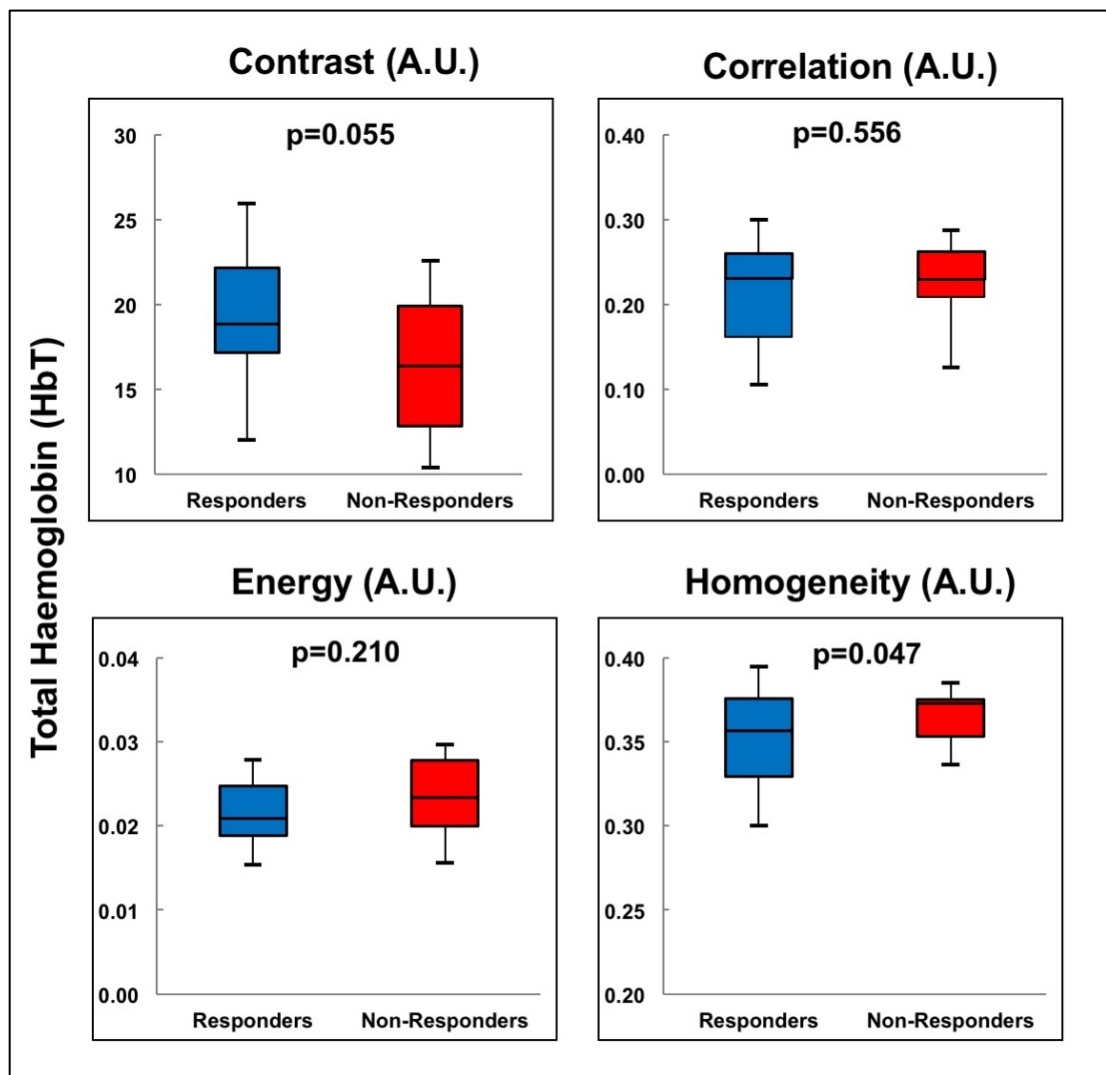 Total Haemoglobin (HbT)
Contrast (A.U.)
p=0.055
30
25
20
15
10
Responders Non-Responders
Correlation (A.U.)
p=0.556
0.40
0.30
0.20
0.10
0.00
Responders Non-Responders
Energy (A.U.)
p=0.210
0.04
0.03
0.02
0.01
0.00
Responders Non-Responders
Homogeneity (A.U.)
p=0.047
0.40
0.35
0.30
0.25
0.20
Responders Non-Responders